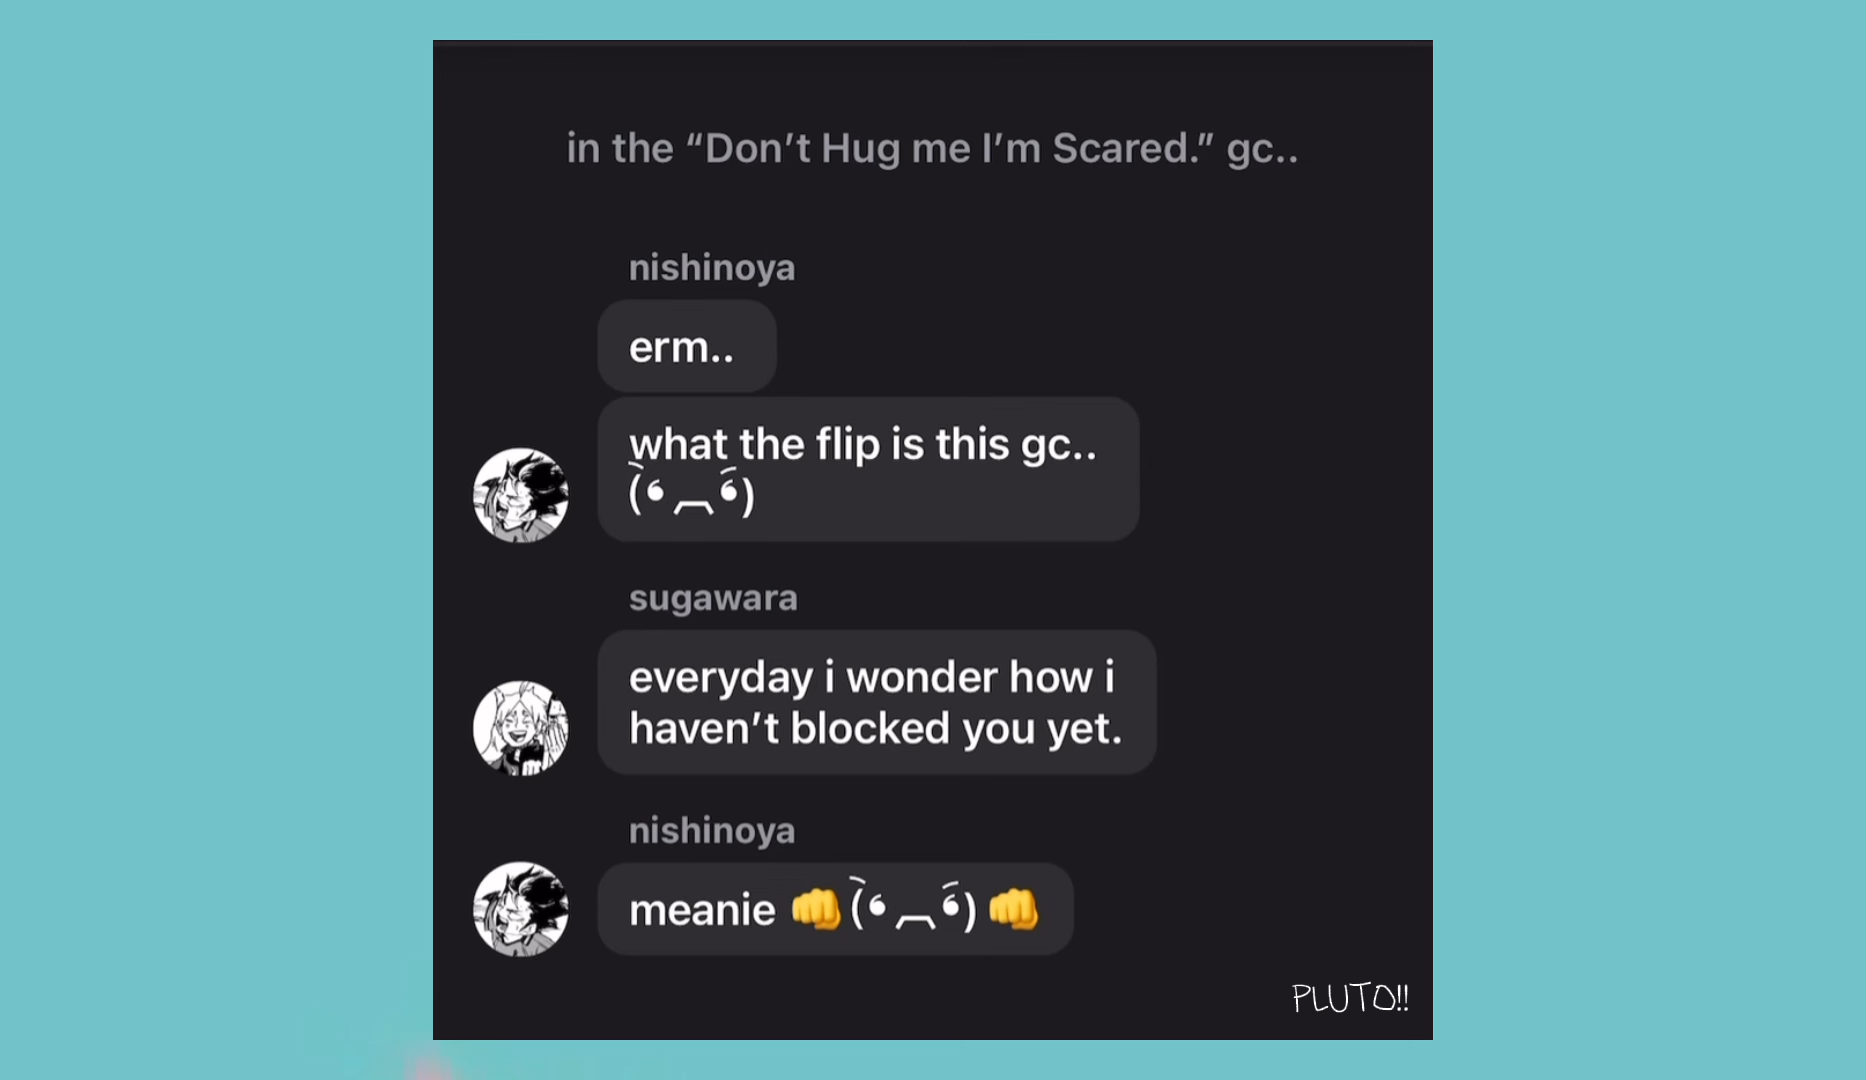 in the “Don’t Hug me I’m Scared.” gc..
nishinoya
erm..
what the flip is this gc..
(•̀ ︿ •́)
sugawara
everyday i wonder how i
haven’t blocked you yet.
nishinoya
meanie 👊(•̀ ︿ •́)👊
PLUTO!!